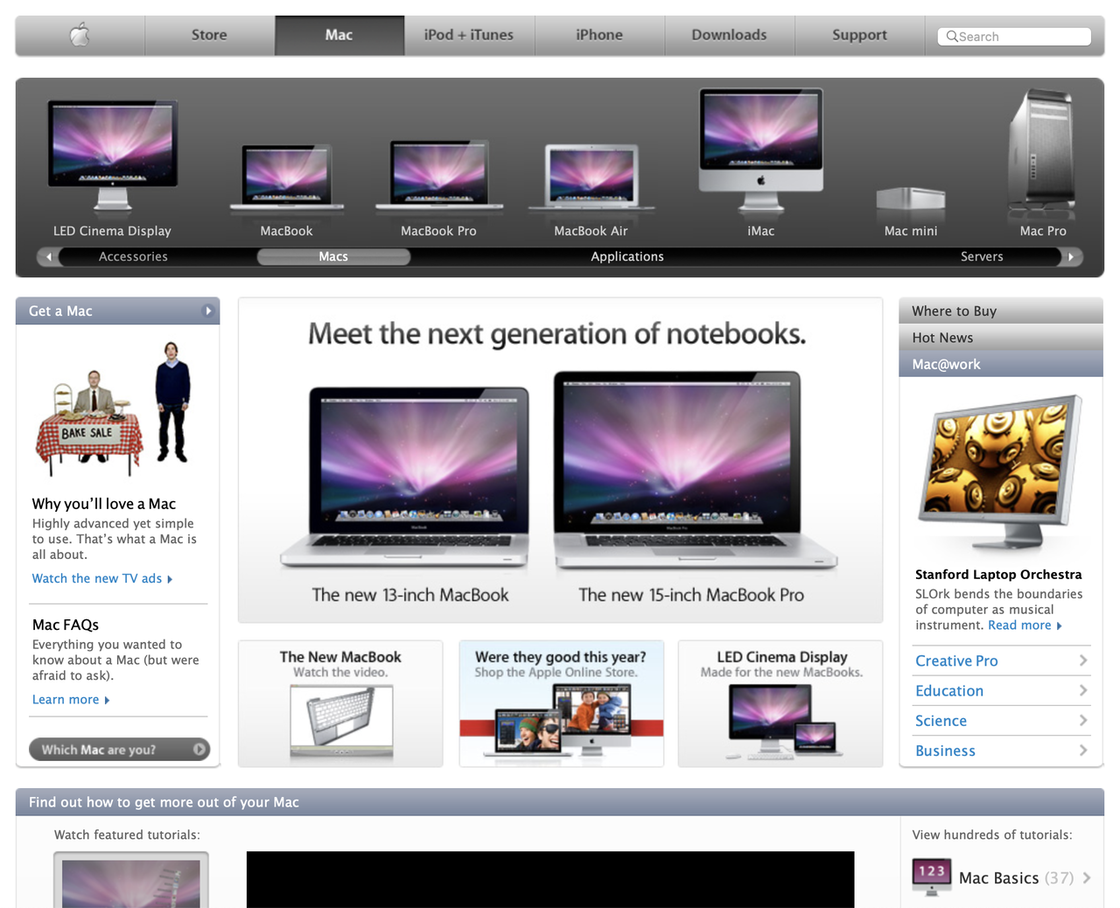 Store
Mac
iPod + iTunes
iPhone
Downloads
Support
Search
LED Cinema Display
MacBook
MacBook Pro
MacBook Air
iMac
Mac mini
Mac Pro
Accessories
Macs
Applications
Servers
Get a Mac
BAKE SALE
Why you’ll love a Mac
Highly advanced yet simple
to use. That’s what a Mac is
all about.
Watch the new TV ads
Mac FAQs
Everything you wanted to
know about a Mac (but were
afraid to ask).
Learn more
Which Mac are you?
Meet the next generation of notebooks.
MacBook
MacBook Pro
The new 13-inch MacBook
The new 15-inch MacBook Pro
The New MacBook
Watch the video.
Were they good this year?
Shop the Apple Online Store.
LED Cinema Display
Made for the new MacBooks.
Where to Buy
Hot News
Mac@work
Stanford Laptop Orchestra
SLOrk bends the boundaries
of computer as musical
instrument. Read more
Creative Pro
Education
Science
Business
Find out how to get more out of your Mac
Watch featured tutorials:
View hundreds of tutorials:
1 2 3
Mac Basics (37)